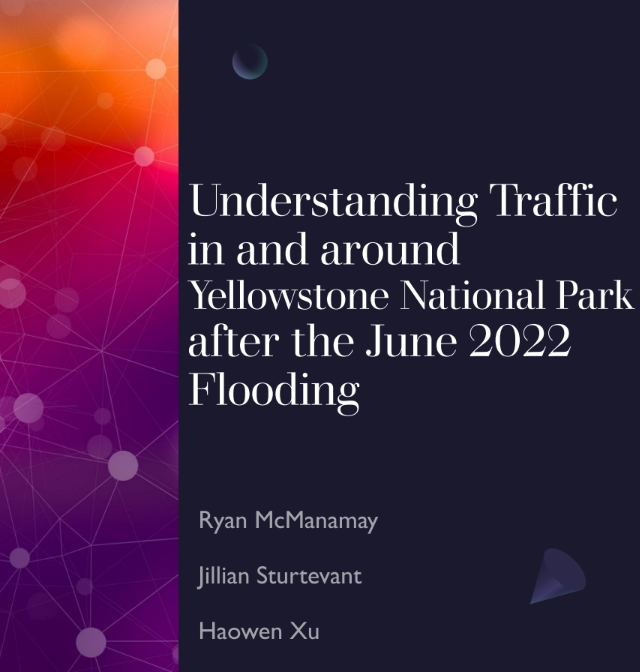 Understanding Traffic
in and around
Yellowstone National Park
after the June 2022
Flooding
Ryan McManamay
Jillian Sturtevant
Haowen Xu